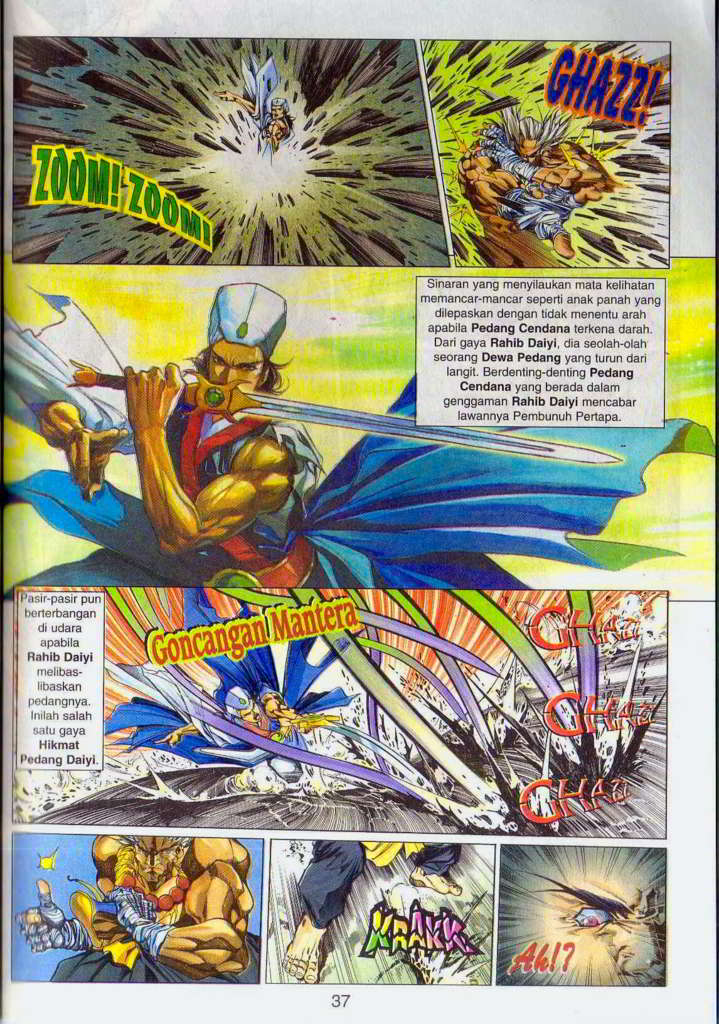 ZOOM! ZOOM!
GHAZZ!
Sinaran yang menyilaukan mata kelihatan
memancar-mancar seperti anak panah yang
dilepaskan dengan tidak menentu arah
apabila Pedang Cendana terkena darah.
Dari gaya Rahib Daiyi, dia seolah-olah
seorang Dewa Pedang yang turun dari
langit. Berdenting-denting Pedang
Cendana yang berada dalam
genggaman Rahib Daiyi mencabar
lawannya Pembunuh Pertapa.
Pasir-pasir pun
berterbangan
di udara
apabila
Rahib Daiyi
melibas-
libaskan
pedangnya.
Inilah salah
satu gaya
Hikmat
Pedang Daiyi.
Goncangan Mantera
GHAZ
GHAZ
GHAZ
KRAKK
Ah!?
37